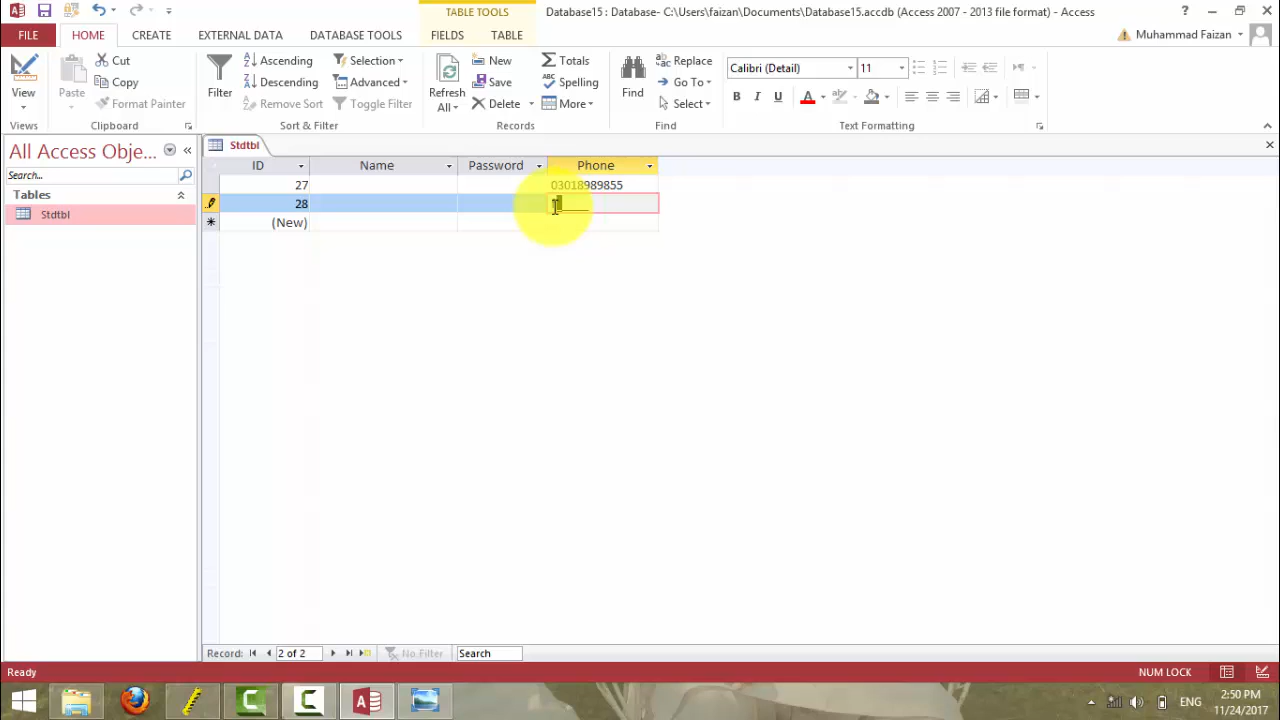 TABLE TOOLS
Database15 : Database- C:\Users\faizan\Documents\Database15.accdb (Access 2007 - 2013 file format) - Access
FILE HOME CREATE EXTERNAL DATA DATABASE TOOLS FIELDS TABLE Muhammad Faizan
View
Views
Paste
Cut
Copy
Format Painter
Clipboard
Filter
Ascending
Descending
Remove Sort
Selection
Advanced
Toggle Filter
Sort & Filter
Refresh
All
New
Save
Delete
Totals
Spelling
More
Records
Find
Replace
Go To
Select
Find
Calibri (Detail) 11
B I U A
Text Formatting
All Access Obje...
Search...
Tables
Stdtbl
Stdtbl
ID Name Password Phone
27 03018989855
28
(New)
Record: 2 of 2 No Filter Search
Ready NUM LOCK
ENG
2:50 PM
11/24/2017